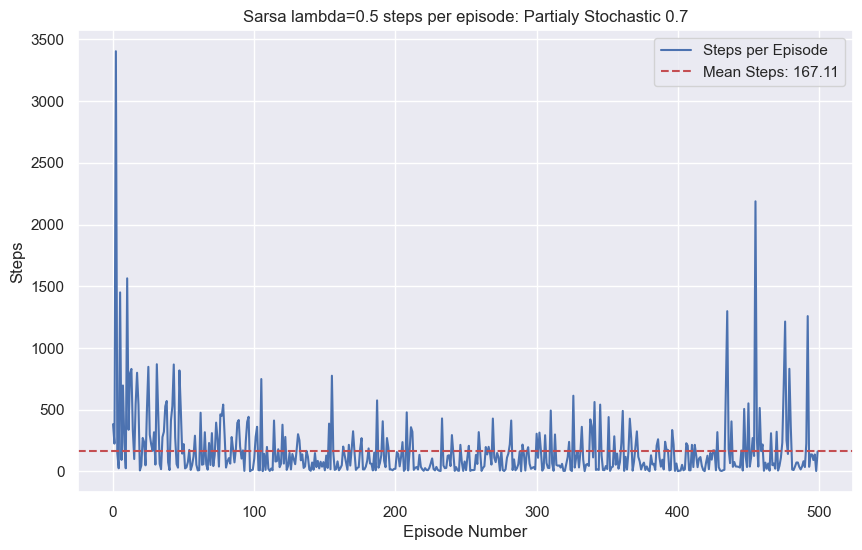 Sarsa lambda=0.5 steps per episode: Partialy Stochastic 0.7
Steps per Episode
Mean Steps: 167.11
3500
3000
2500
2000
1500
1000
500
0
Steps
0 100 200 300 400 500
Episode Number